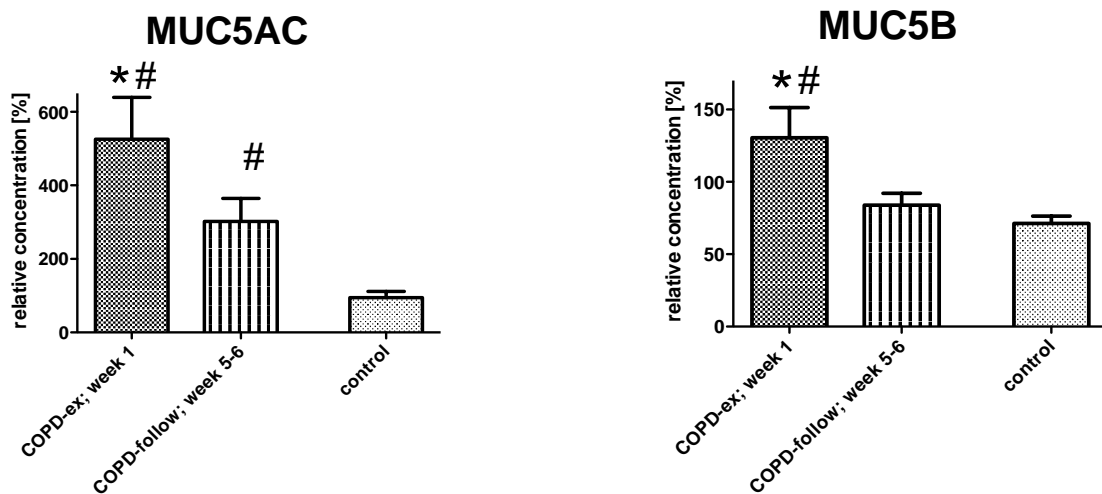 MUC5AC
* #
#
relative concentration [%]
600
400
200
0
COPD-ex; week 1
COPD-follow; week 5-6
control
MUC5B
* #
relative concentration [%]
150
100
50
0
COPD-ex; week 1
COPD-follow; week 5-6
control